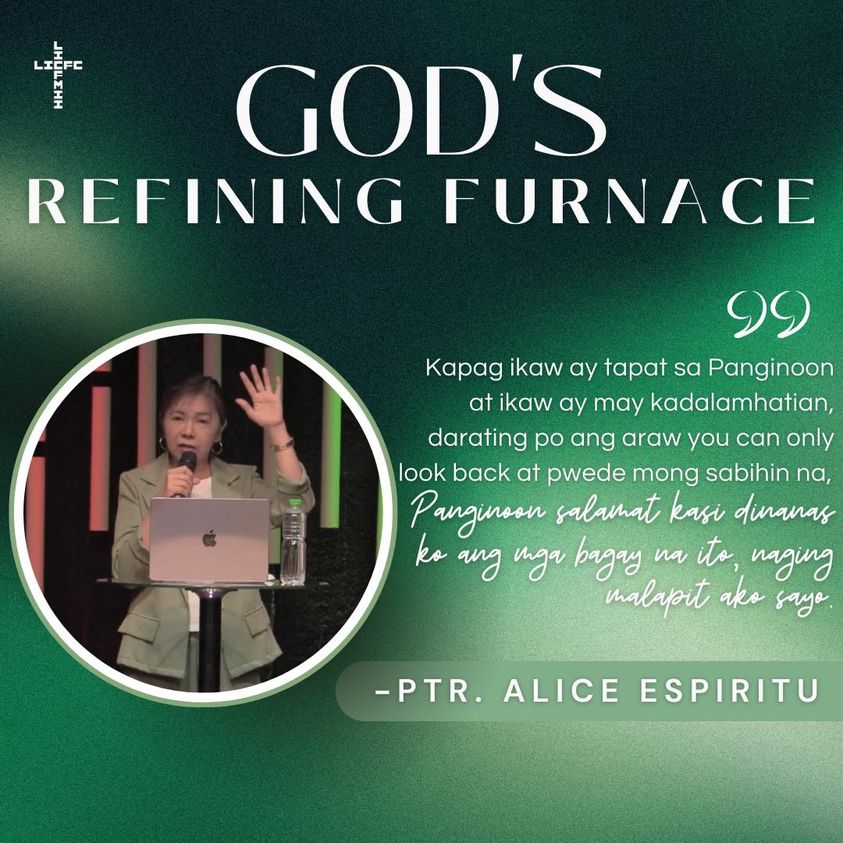 LICFC
GOD'S
REFINING FURNACE
Kapag ikaw ay tapat sa Panginoon
at ikaw ay may kadalamhatian,
darating po ang araw you can only
look back at pwede mong sabihin na,
Panginoon salamat kasi dinanas
ko ang mga bagay na ito, naging
malapit ako sayo.
-PTR. ALICE ESPIRITU